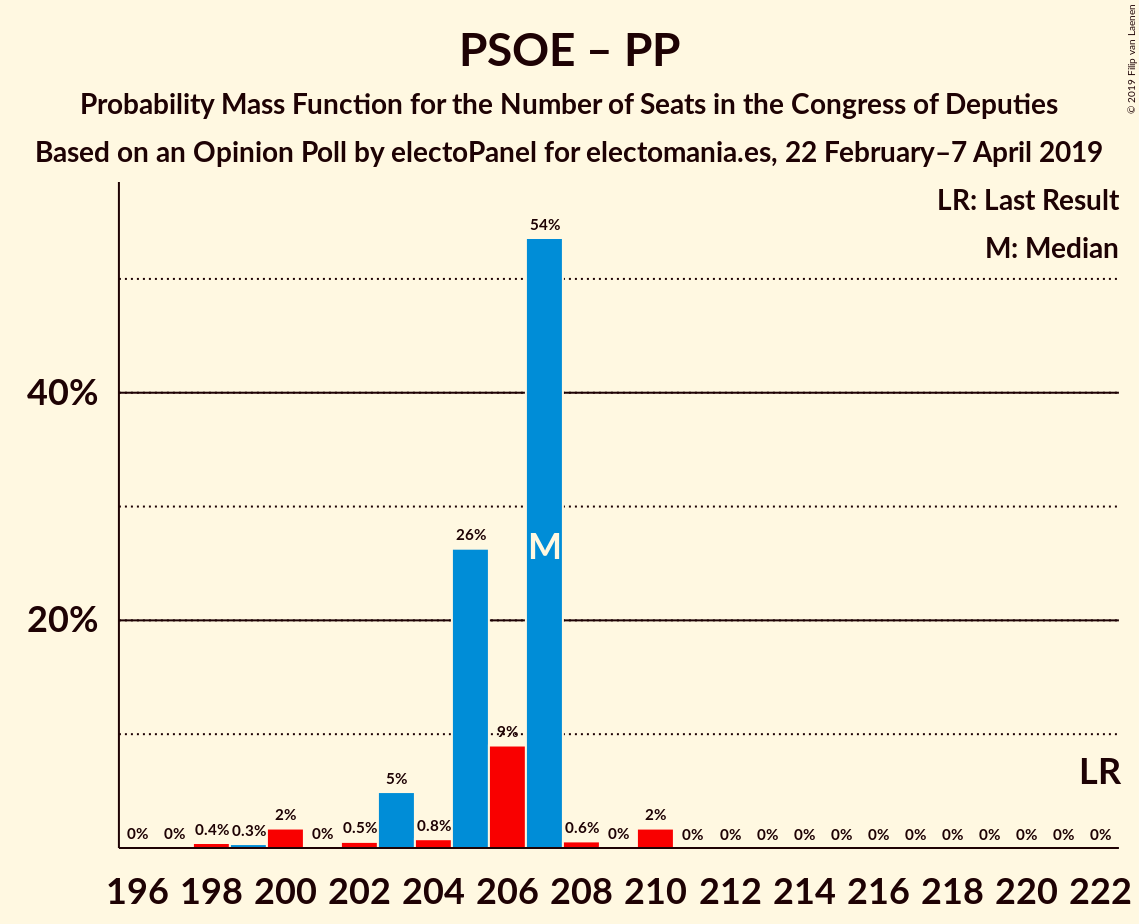 PSOE – PP
Probability Mass Function for the Number of Seats in the Congress of Deputies
Based on an Opinion Poll by electoPanel for electomania.es, 22 February–7 April 2019
© 2019 Filip van Laenen
LR: Last Result
M: Median
54%
40%
26%
M
20%
9%
LR
5%
0% 0% 0.4% 0.3% 2% 0% 0.5% 0.8% 0.6% 0% 2% 0% 0% 0% 0% 0% 0% 0% 0% 0% 0% 0% 0%
196 198 200 202 204 206 208 210 212 214 216 218 220 222